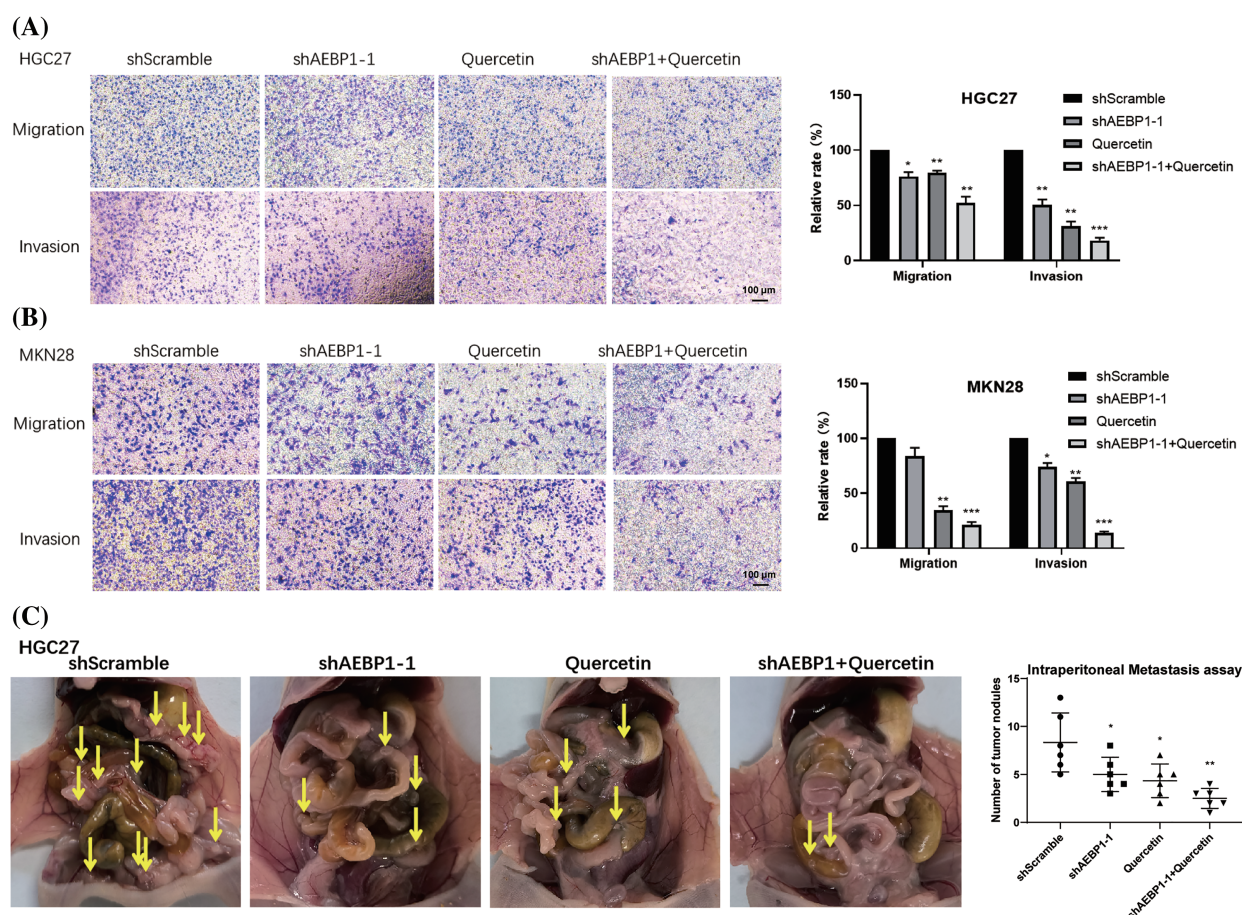 (A)
HGC27
shScramble
shAEBP1-1
Quercetin
shAEBP1+Quercetin
Migration
Invasion
100 μm
HGC27
shScramble
shAEBP1-1
Quercetin
shAEBP1-1+Quercetin
Relative rate (%)
150
100
50
0
*
**
**
**
**
***
Migration
Invasion
(B)
MKN28
shScramble
shAEBP1-1
Quercetin
shAEBP1+Quercetin
Migration
Invasion
100 μm
MKN28
shScramble
shAEBP1-1
Quercetin
shAEBP1-1+Quercetin
Relative rate (%)
150
100
50
0
**
***
*
**
***
Migration
Invasion
(C)
HGC27
shScramble
shAEBP1-1
Quercetin
shAEBP1+Quercetin
Intraperitoneal Metastasis assay
Number of tumor nodules
15
10
5
0
*
*
**
shScramble
shAEBP1-1
Quercetin
shAEBP1-1+Quercetin